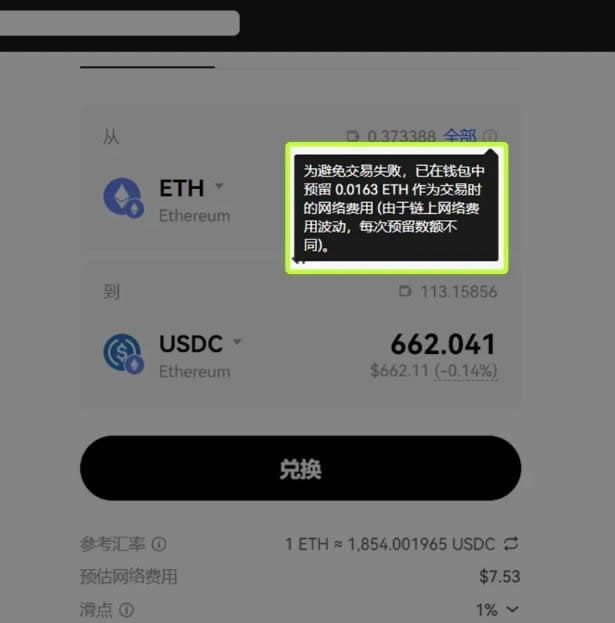 从
0.373388 全部
为避免交易失败，已在钱包中
预留 0.0163 ETH 作为交易时
的网络费用 (由于链上网络费
用波动，每次预留数额不
同)。
ETH
Ethereum
到
113.15856
USDC
662.041
Ethereum
$662.11 (-0.14%)
兑换
参考汇率
1 ETH ≈ 1,854.001965 USDC
预估网络费用
$7.53
滑点
1%